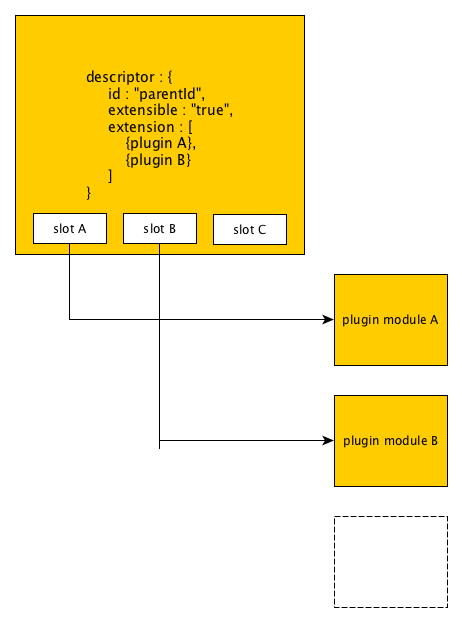 descriptor : {
id : "parentId",
extensible : "true",
extension : [
{plugin A},
{plugin B}
]
}
slot A
slot B
slot C
plugin module A
plugin module B